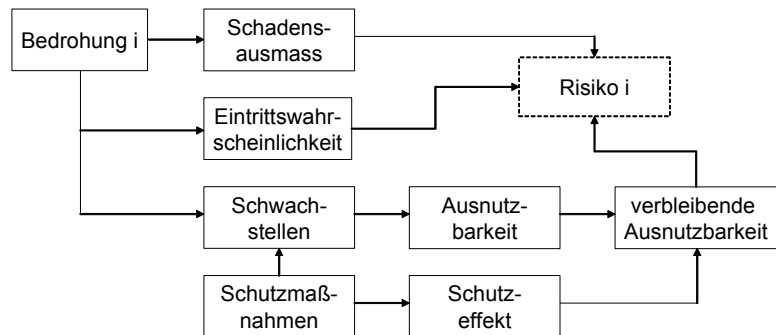 Bedrohung i
Schadens-
ausmass
Risiko i
Eintrittswahr-
scheinlichkeit
Schwach-
stellen
Ausnutz-
barkeit
verbleibende
Ausnutzbarkeit
Schutzmaß-
nahmen
Schutz-
effekt